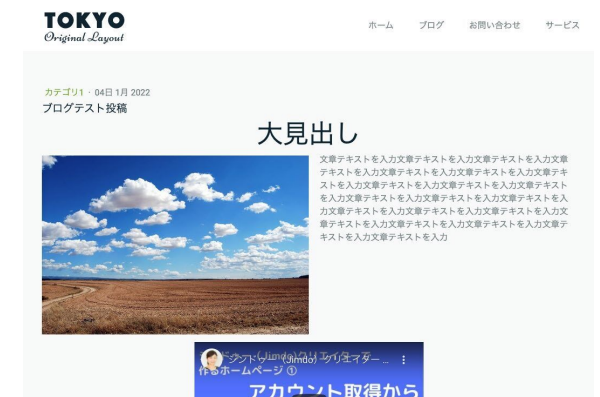 TOKYO
Original Layout
ホーム
ブログ
お問い合わせ
サービス
カテゴリ1 · 04日 1月 2022
ブログテスト投稿
大見出し
文章テキストを入力文章テキストを入力文章テキストを入力文章
テキストを入力文章テキストを入力文章テキストを入力文章テキ
ストを入力文章テキストを入力文章テキストを入力文章テキスト
を入力文章テキストを入力文章テキストを入力文章テキストを入
力文章テキストを入力文章テキストを入力文章テキストを入力文
章テキストを入力文章テキストを入力文章テキストを入力文章テ
キストを入力文章テキストを入力
ジンドゥー（Jimdo）クリエイター ...
作るホームページ ①
アカウント取得から